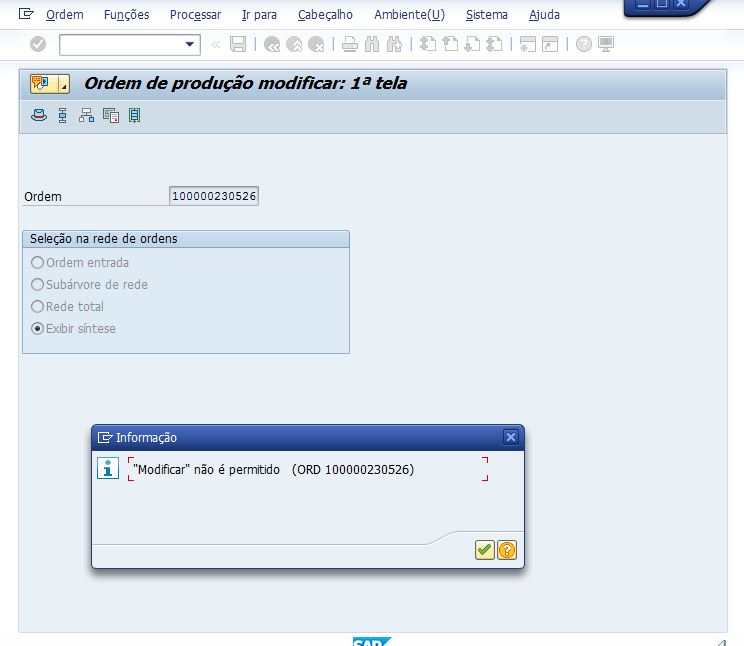 Ordem Funções Processar Ir para Cabeçalho Ambiente(U) Sistema Ajuda
Ordem de produção modificar: 1ª tela
Ordem 100000230526
Seleção na rede de ordens
Ordem entrada
Subárvore de rede
Rede total
Exibir síntese
Informação
"Modificar" não é permitido (ORD 100000230526)
SAP